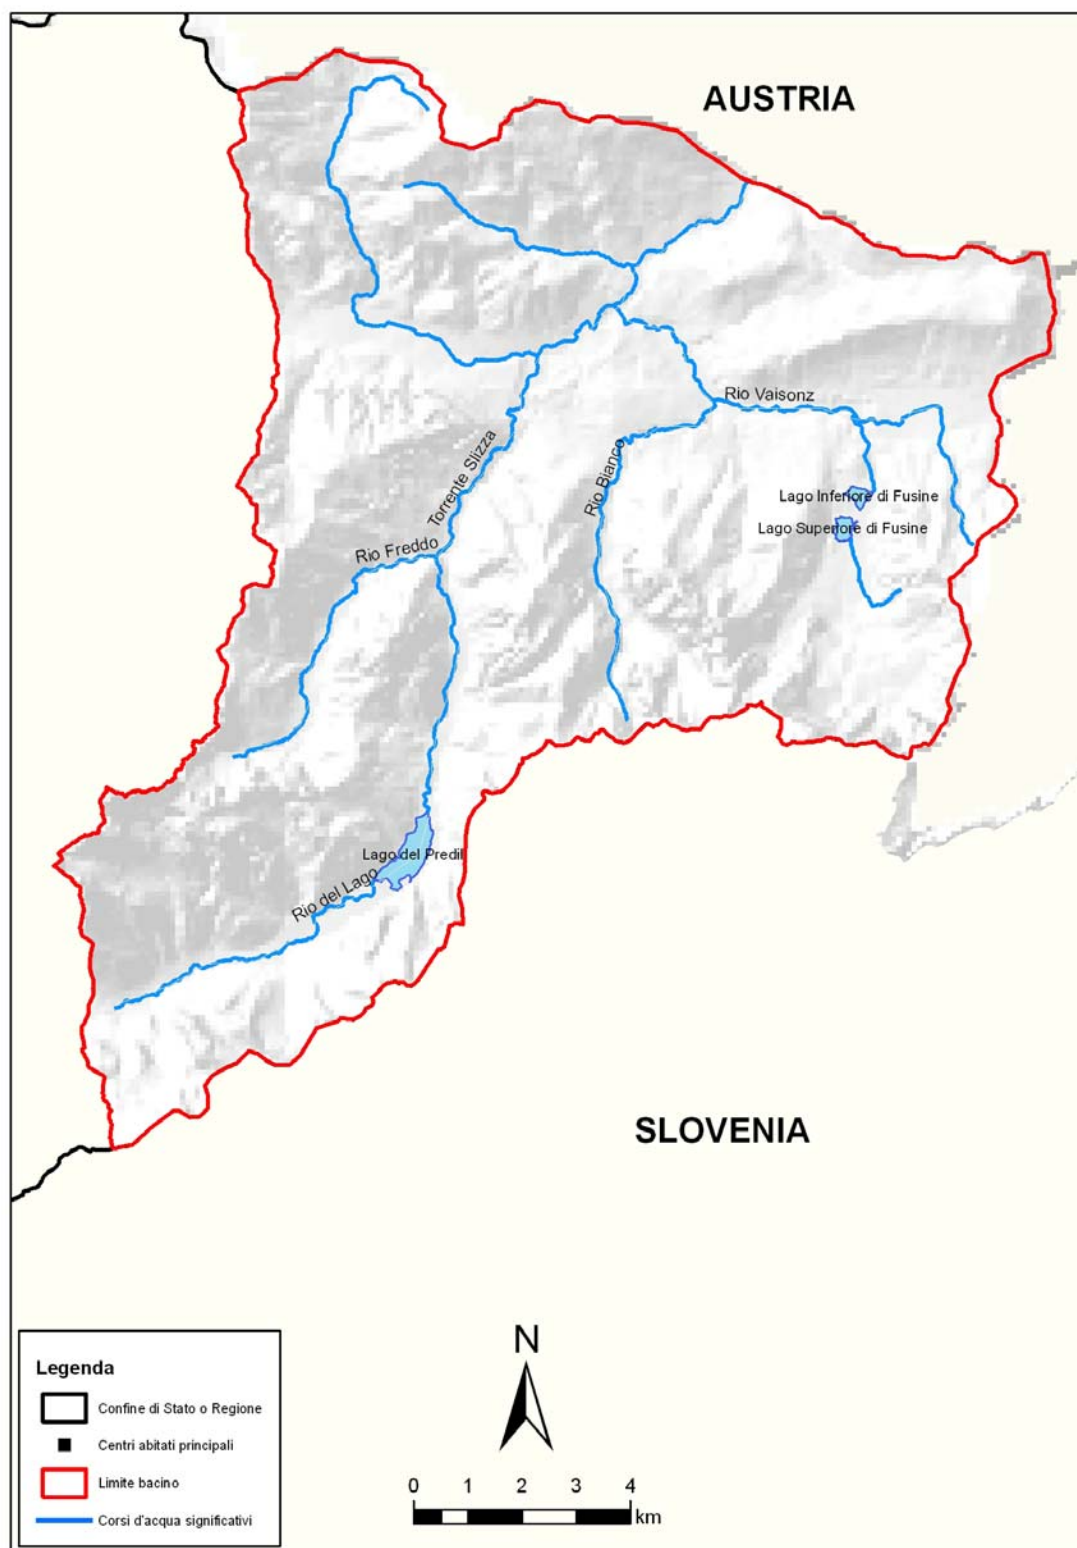 AUSTRIA
Rio Vaisonz
Torrente Slizza
Rio Bianco
Lago Inferiore di Fusine
Lago Superiore di Fusine
Rio Freddo
Lago del Predil
Rio del Lago
SLOVENIA
N
Legenda
Confine di Stato o Regione
Centri abitati principali
Limite bacino
Corsi d'acqua significativi
0 1 2 3 4
km